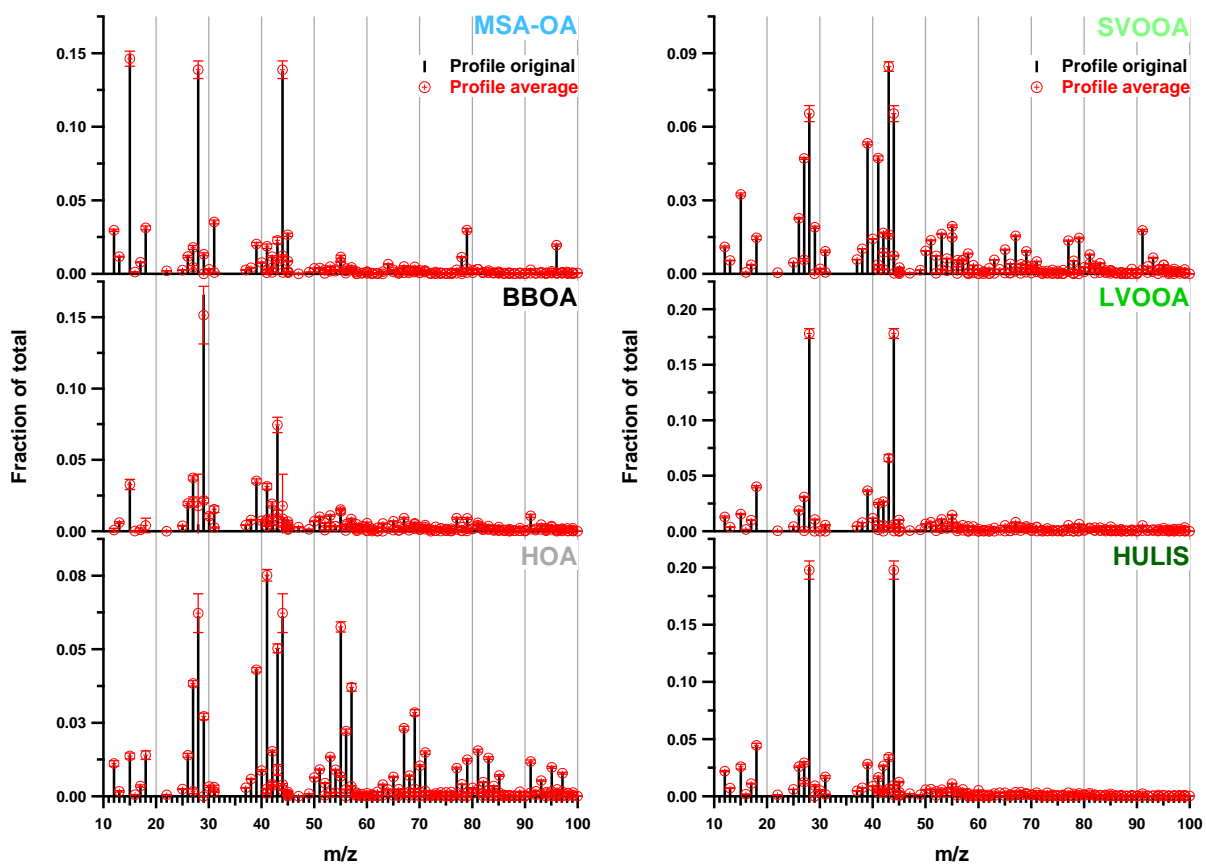 MSA-OA
Profile original
Profile average
0.15
0.10
0.05
0.00
BBOA
0.15
0.10
0.05
0.00
HOA
0.08
0.05
0.03
0.00
Fraction of total
10 20 30 40 50 60 70 80 90 100
m/z
SVOOA
Profile original
Profile average
0.09
0.06
0.03
0.00
LVOOA
0.20
0.15
0.10
0.05
0.00
HULIS
0.20
0.15
0.10
0.05
0.00
Fraction of total
10 20 30 40 50 60 70 80 90 100
m/z